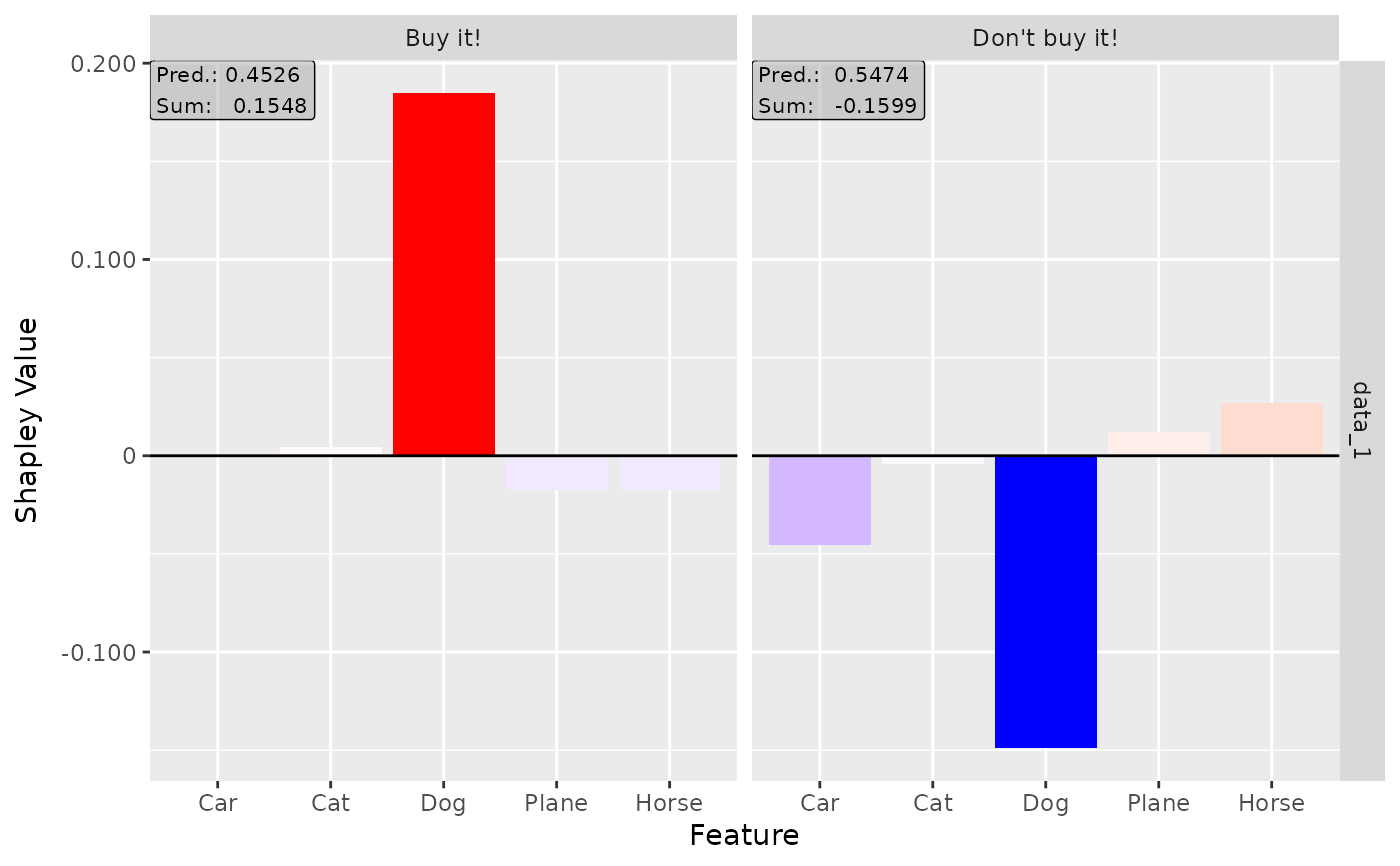 Buy it!
Don't buy it!
Pred.: 0.4526
Sum: 0.1548
Pred.: 0.5474
Sum: -0.1599
0.200
0.100
0
-0.100
Shapley Value
data_1
Car Cat Dog Plane Horse
Car Cat Dog Plane Horse
Feature